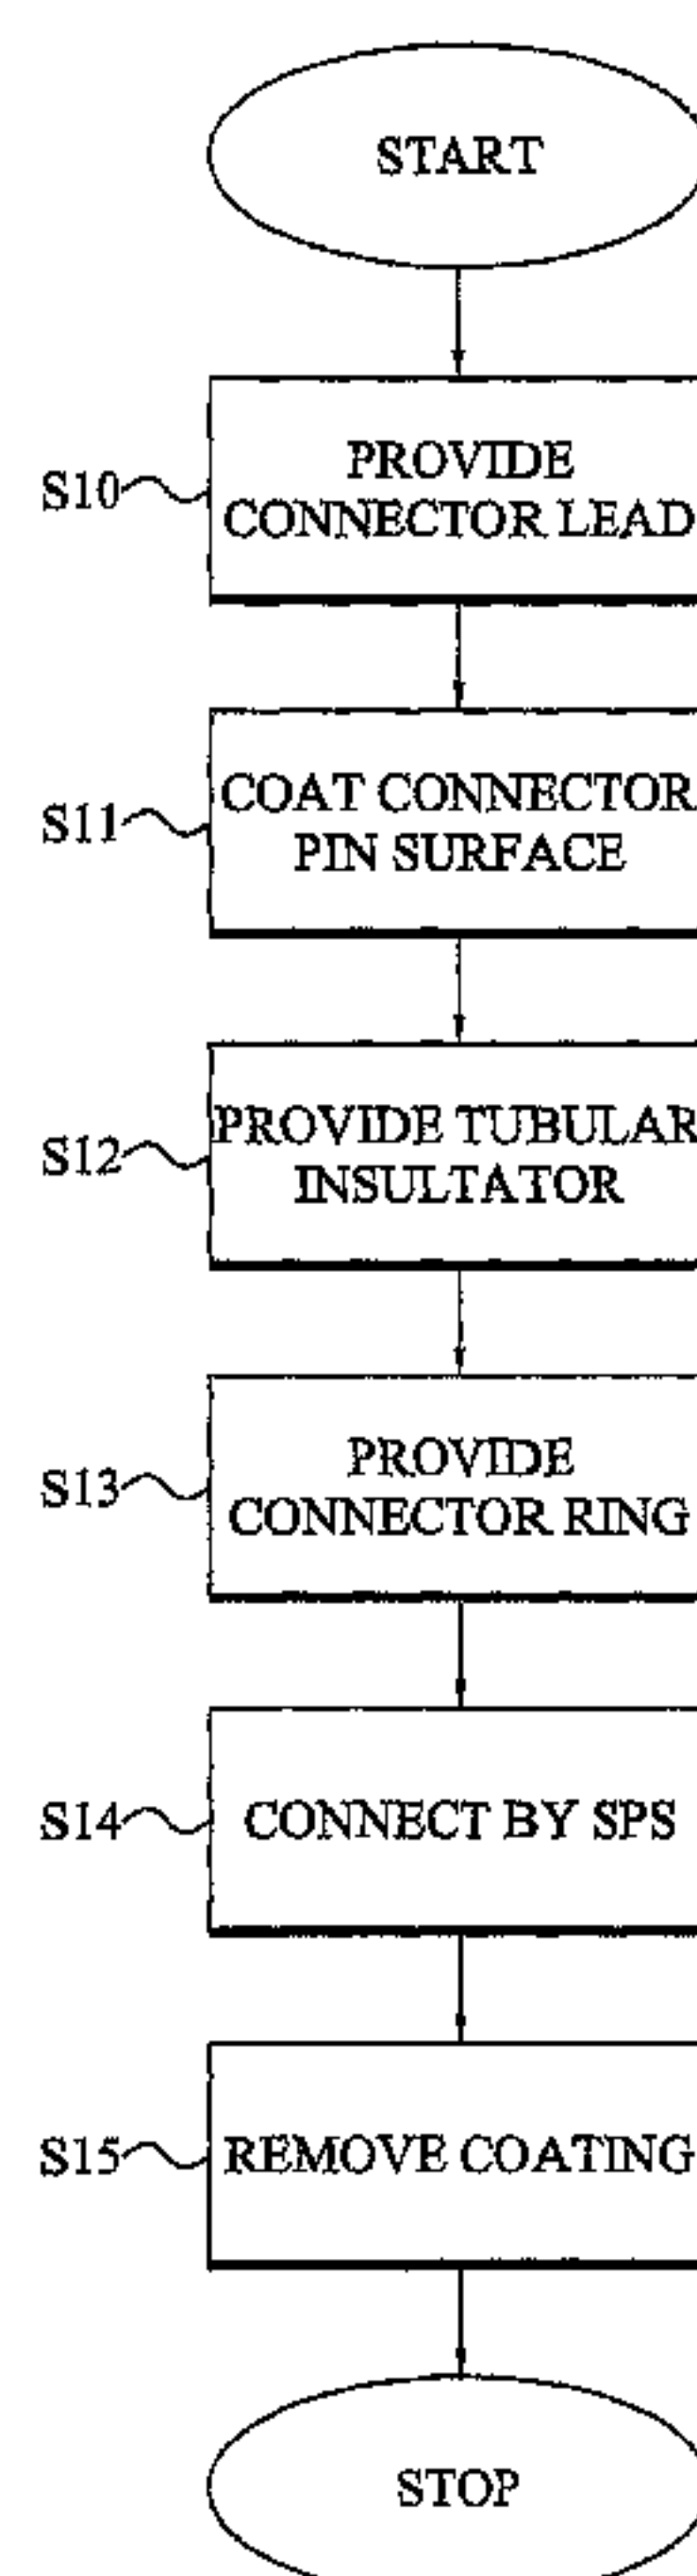 START
S10
PROVIDE
CONNECTOR LEAD
S11
COAT CONNECTOR
PIN SURFACE
S12
PROVIDE TUBULAR
INSULTATOR
S13
PROVIDE
CONNECTOR RING
S14
CONNECT BY SPS
S15
REMOVE COATING
STOP